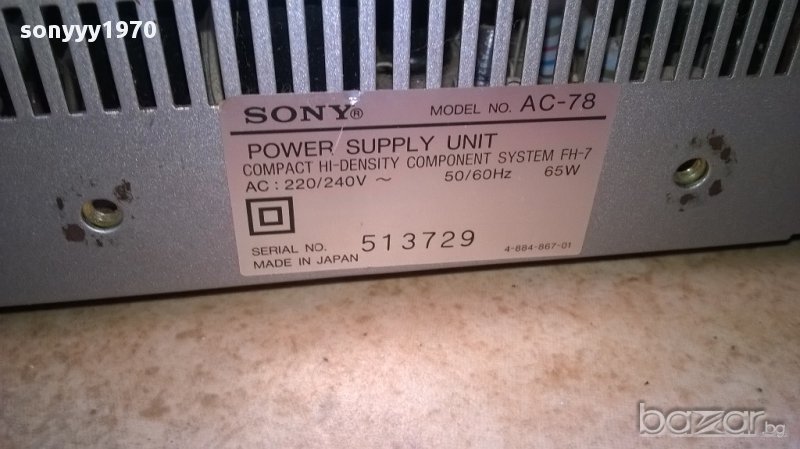 sonyyy1970
SONY® MODEL NO. AC-78
POWER SUPPLY UNIT
COMPACT HI-DENSITY COMPONENT SYSTEM FH-7
AC : 220/240V ~ 50/60Hz 65W
SERIAL NO. 513729 4-884-867-01
MADE IN JAPAN
bazar.bg